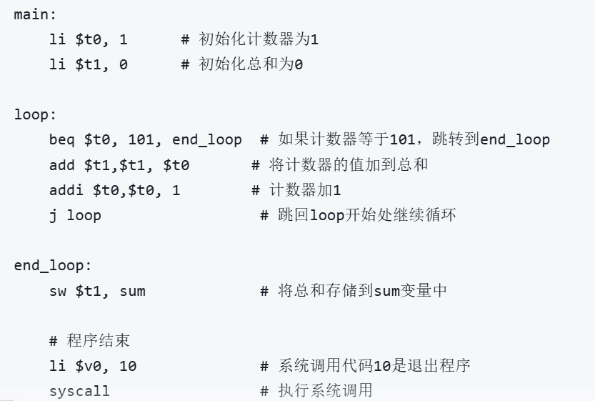 main:
    li $t0, 1      # 初始化计数器为1
    li $t1, 0      # 初始化总和为0
loop:
    beq $t0, 101, end_loop  # 如果计数器等于101，跳转到end_loop
    add $t1,$t1, $t0       # 将计数器的值加到总和
    addi $t0,$t0, 1        # 计数器加1
    j loop                  # 跳回loop开始处继续循环
end_loop:
    sw $t1, sum             # 将总和存储到sum变量中
    # 程序结束
    li $v0, 10              # 系统调用代码10是退出程序
    syscall                 # 执行系统调用